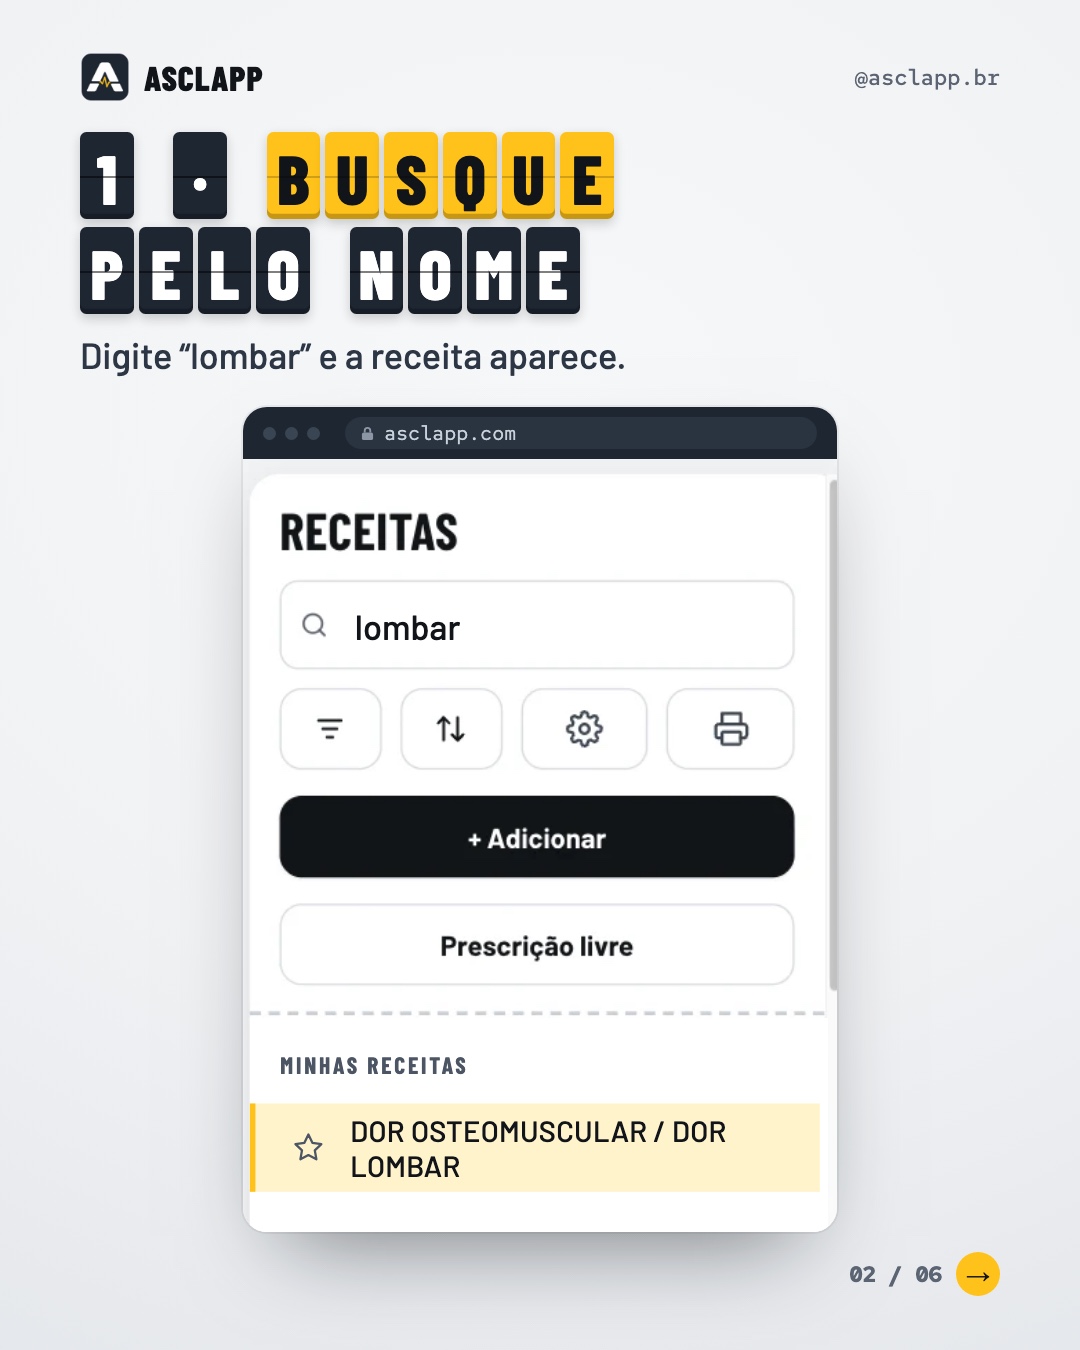 ASCLAPP
@asclapp.br
1 · BUSQUE
PELO NOME
Digite “lombar” e a receita aparece.
asclapp.com
RECEITAS
lombar
+ Adicionar
Prescrição livre
MINHAS RECEITAS
DOR OSTEOMUSCULAR / DOR
LOMBAR
02 / 06 →